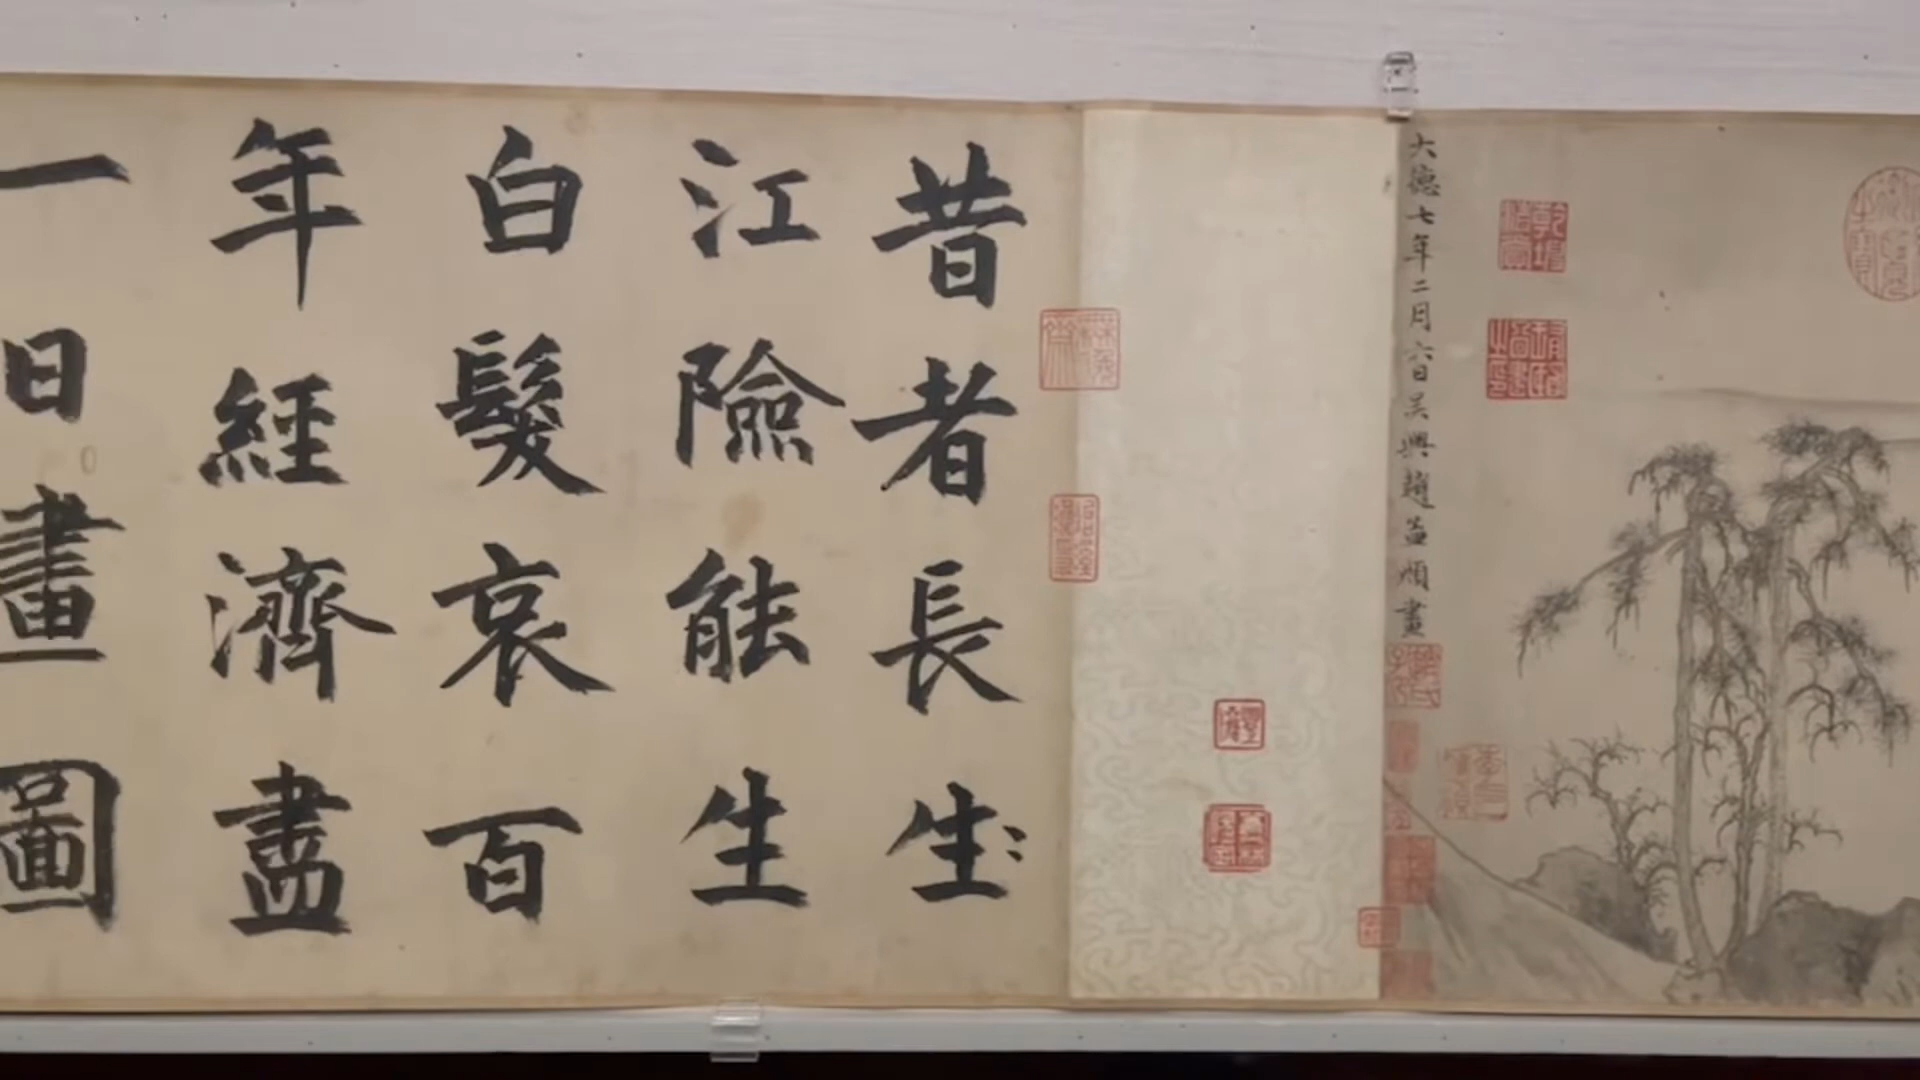 大德七年二月六日吳興趙孟頫畫
昔者長生
江險能生
白髮哀百
年經濟盡
一日畫圖